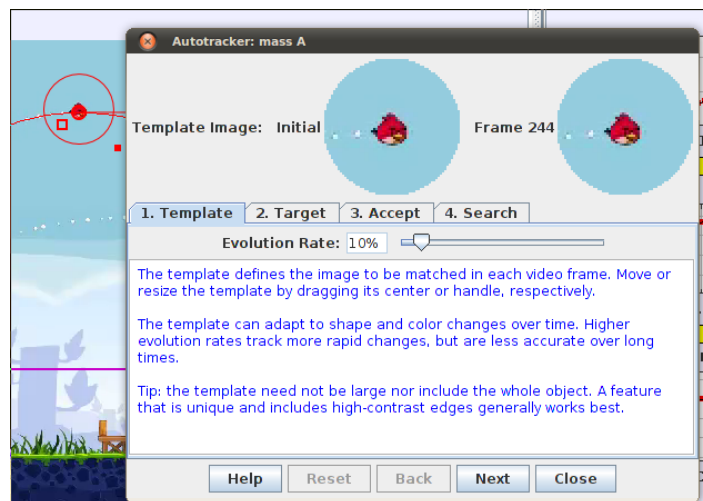 Autotracker: mass A
Template Image: Initial Frame 244
1. Template 2. Target 3. Accept 4. Search
Evolution Rate: 10%
The template defines the image to be matched in each video frame. Move or
resize the template by dragging its center or handle, respectively.
The template can adapt to shape and color changes over time. Higher
evolution rates track more rapid changes, but are less accurate over long
times.
Tip: the template need not be large nor include the whole object. A feature
that is unique and includes high-contrast edges generally works best.
Help Reset Back Next Close